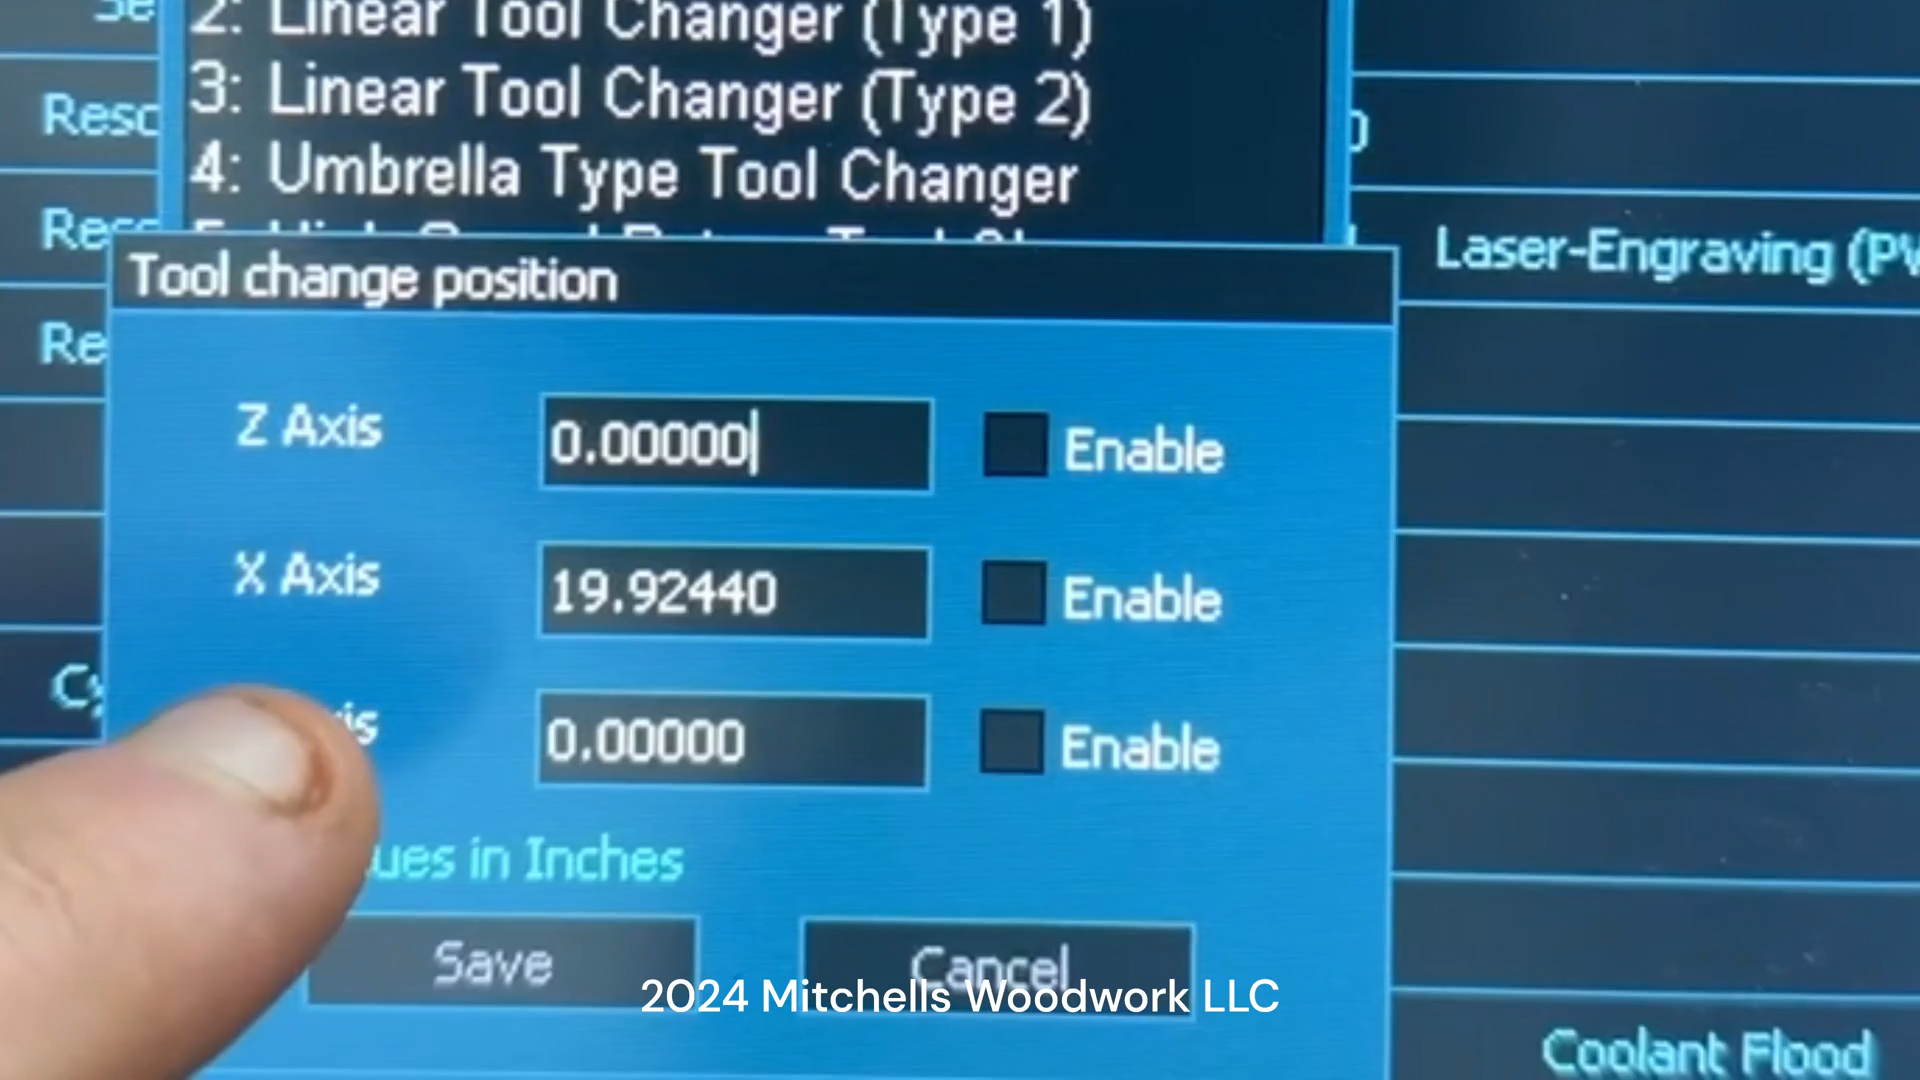 2: Linear Tool Changer (Type 1)
3: Linear Tool Changer (Type 2)
4: Umbrella Type Tool Changer
Laser-Engraving
Tool change position
Z Axis 0.00000 Enable
X Axis 19.92440 Enable
0.00000 Enable
in Inches
Save Cancel
2024 Mitchells Woodwork LLC
Coolant Flood